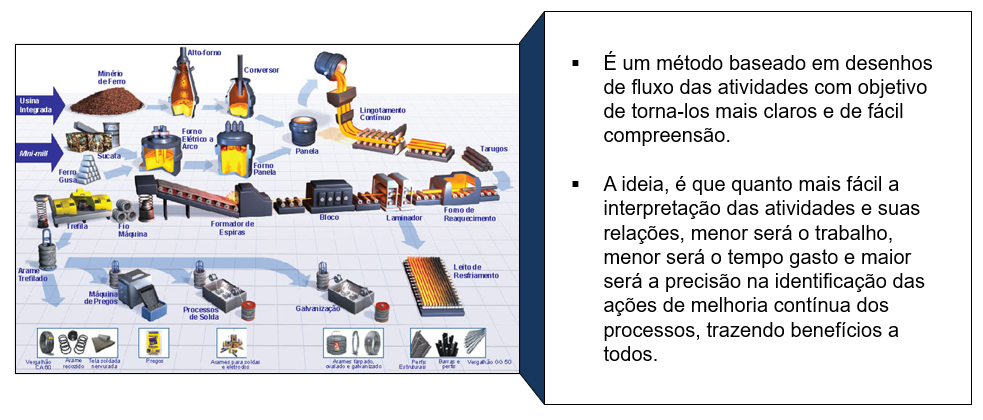 Alto-forno
Minério
de Ferro
Conversor
Usina
Integrada
Lingotamento
Contínuo
Forno
Elétrico a
Arco
Mini-mill
Sucata
Panela
Tarugos
Ferro
Gusa
Forno
Panela
Trefila
Fio
Máquina
Formador de
Espiras
Bloco
Laminador
Forno de
Reaquecimento
Arame
Trefilado
Máquina
de Pregos
Processos
de Solda
Galvanização
Leito de
Resfriamento
Vergalhão
CA 60
Arame
recozido
Tela soldada
nervurada
Pregos
Arames para soldas
e eletrodos
Arames farpado,
ovalado e galvanizado
Perfis
Estruturais
Barras e
perfis
Vergalhão GG 50
▪ É um método baseado em desenhos
de fluxo das atividades com objetivo
de torna-los mais claros e de fácil
compreensão.
▪ A ideia, é que quanto mais fácil a
interpretação das atividades e suas
relações, menor será o trabalho,
menor será o tempo gasto e maior
será a precisão na identificação das
ações de melhoria contínua dos
processos, trazendo benefícios a
todos.